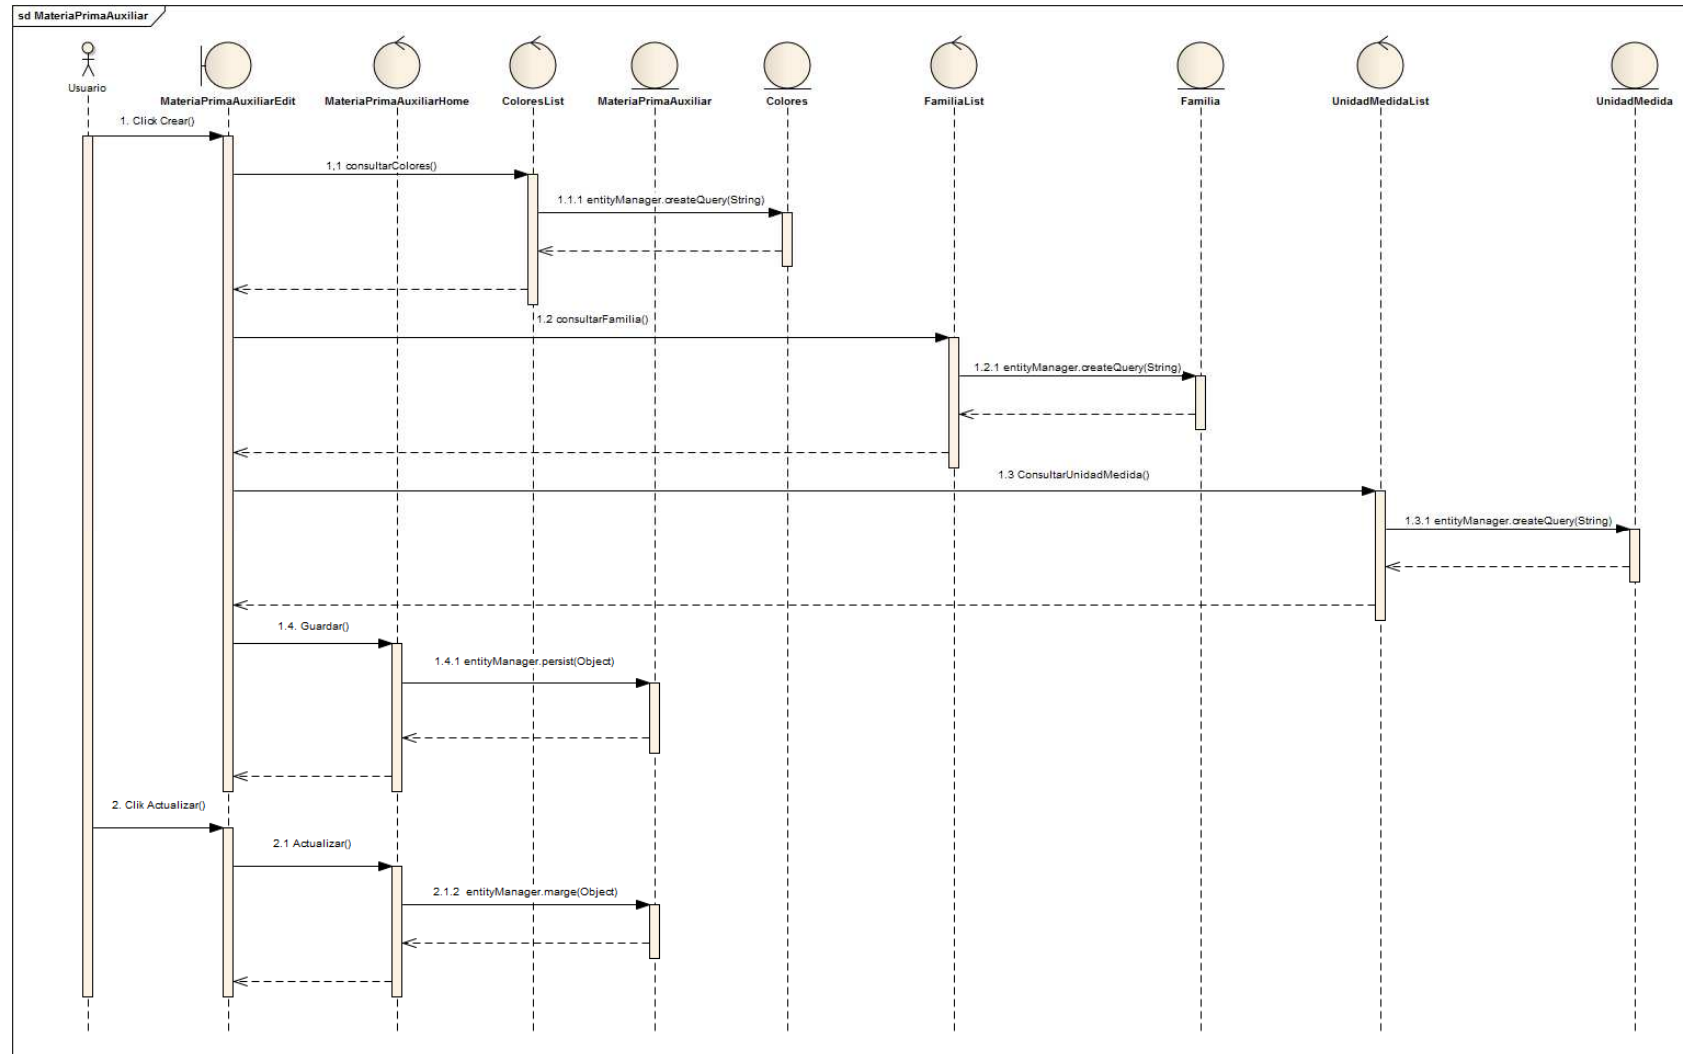 sd MateriaPrimaAuxiliar
Usuario
MateriaPrimaAuxiliarEdit
MateriaPrimaAuxiliarHome
ColoresList
MateriaPrimaAuxiliar
Colores
FamiliaList
Familia
UnidadMedidaList
UnidadMedida
1. Click Crear()
1,1 consultarColores()
1.1.1 entityManager.createQuery(String)
1.2 consultarFamilia()
1.2.1 entityManager.createQuery(String)
1.3 ConsultarUnidadMedida()
1.3.1 entityManager.createQuery(String)
1.4. Guardar()
1.4.1 entityManager.persist(Object)
2. Clik Actualizar()
2.1 Actualizar()
2.1.2 entityManager.marge(Object)